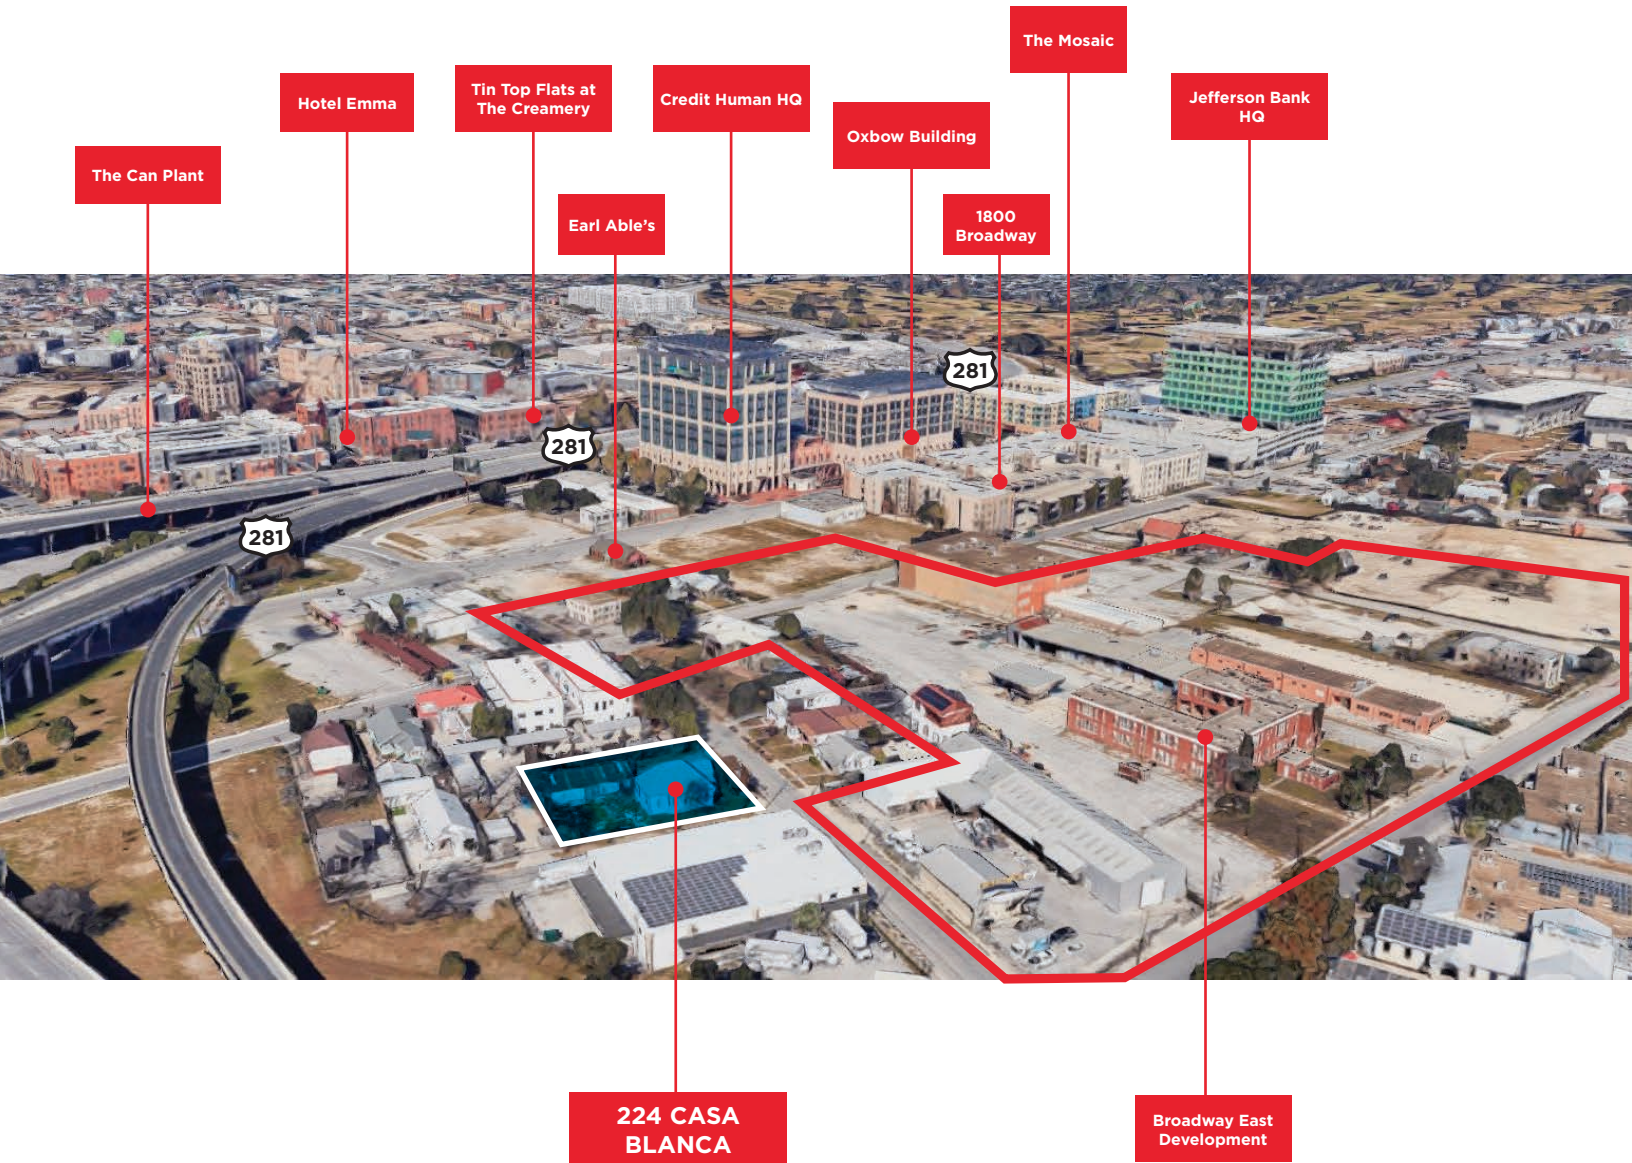 The Mosaic
Hotel Emma
Tin Top Flats at
The Creamery
Credit Human HQ
Jefferson Bank
HQ
Oxbow Building
The Can Plant
Earl Able's
1800
Broadway
281
281
281
224 CASA
BLANCA
Broadway East
Development